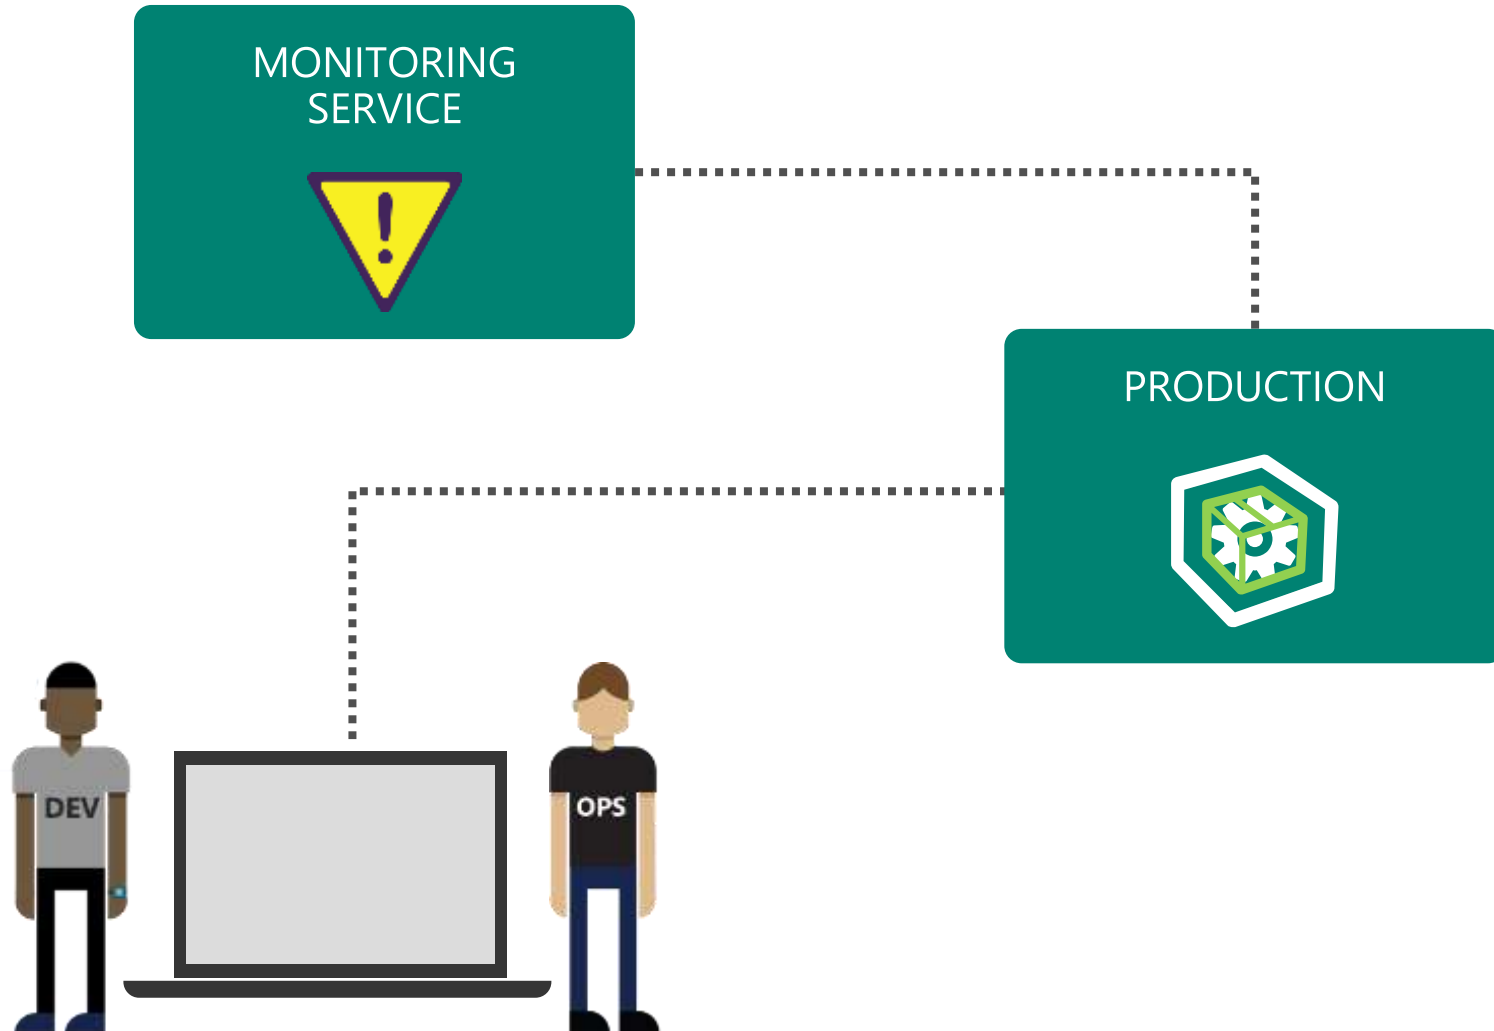 MONITORING
SERVICE
!
PRODUCTION
DEV
OPS